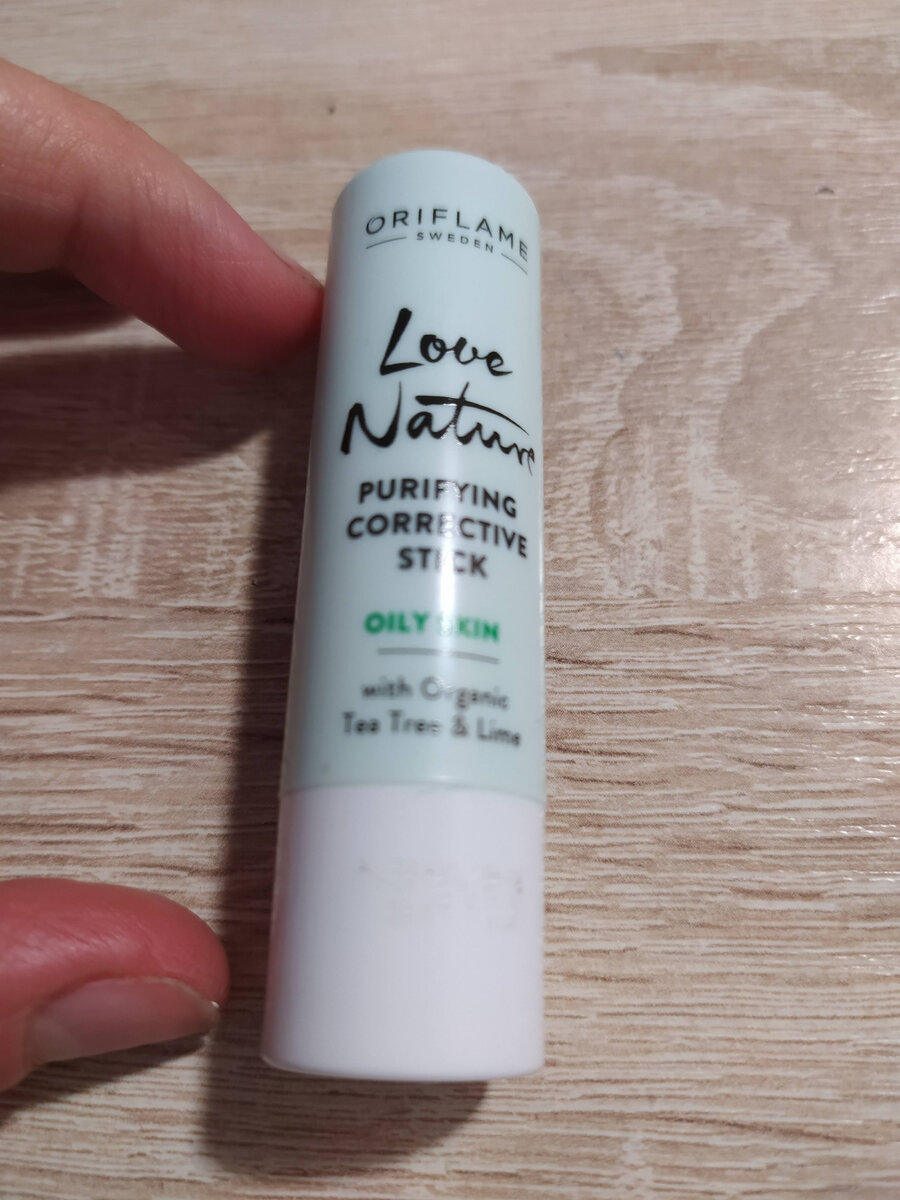 ORIFLAME
SWEDEN
Love
Nature
PURIFYING
CORRECTIVE
STICK
OILY SKIN
with Organic
Tea Tree & Lime